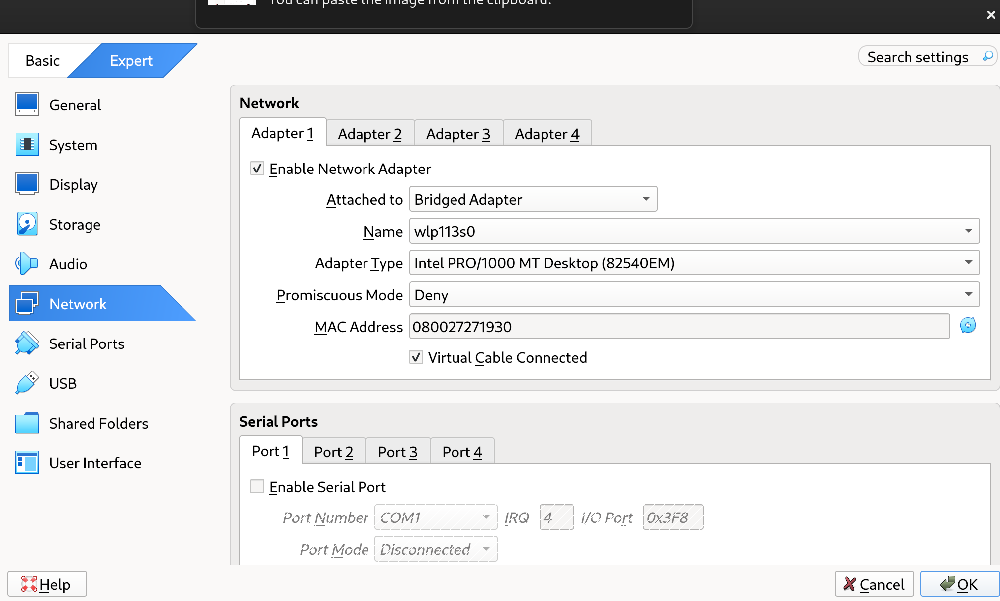 You can paste the image from the clipboard.
Basic
Expert
Search settings
General
System
Display
Storage
Audio
Network
Serial Ports
USB
Shared Folders
User Interface
Network
Adapter 1
Adapter 2
Adapter 3
Adapter 4
Enable Network Adapter
Attached to Bridged Adapter
Name wlp113s0
Adapter Type Intel PRO/1000 MT Desktop (82540EM)
Promiscuous Mode Deny
MAC Address 080027271930
Virtual Cable Connected
Serial Ports
Port 1
Port 2
Port 3
Port 4
Enable Serial Port
Port Number COM1 IRQ 4 I/O Port 0x3F8
Port Mode Disconnected
Help
Cancel
OK